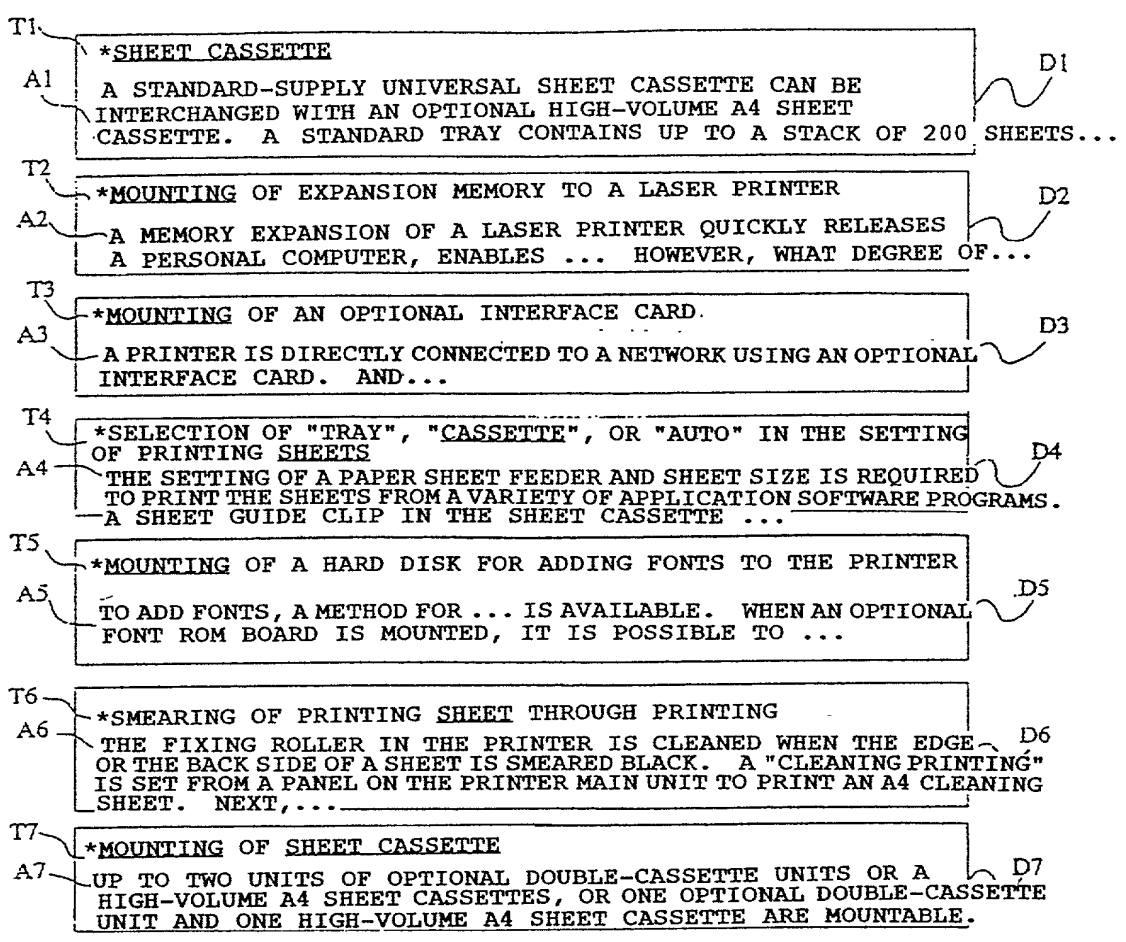 T1
*SHEET CASSETTE
A1
D1
A STANDARD-SUPPLY UNIVERSAL SHEET CASSETTE CAN BE
INTERCHANGED WITH AN OPTIONAL HIGH-VOLUME A4 SHEET
CASSETTE. A STANDARD TRAY CONTAINS UP TO A STACK OF 200 SHEETS...
T2
*MOUNTING OF EXPANSION MEMORY TO A LASER PRINTER
A2
D2
A MEMORY EXPANSION OF A LASER PRINTER QUICKLY RELEASES
A PERSONAL COMPUTER, ENABLES ... HOWEVER, WHAT DEGREE OF...
T3
*MOUNTING OF AN OPTIONAL INTERFACE CARD
A3
D3
A PRINTER IS DIRECTLY CONNECTED TO A NETWORK USING AN OPTIONAL
INTERFACE CARD. AND...
T4
*SELECTION OF "TRAY", "CASSETTE", OR "AUTO" IN THE SETTING
OF PRINTING SHEETS
A4
D4
THE SETTING OF A PAPER SHEET FEEDER AND SHEET SIZE IS REQUIRED
TO PRINT THE SHEETS FROM A VARIETY OF APPLICATION SOFTWARE PROGRAMS.
A SHEET GUIDE CLIP IN THE SHEET CASSETTE ...
T5
*MOUNTING OF A HARD DISK FOR ADDING FONTS TO THE PRINTER
A5
D5
TO ADD FONTS, A METHOD FOR ... IS AVAILABLE. WHEN AN OPTIONAL
FONT ROM BOARD IS MOUNTED, IT IS POSSIBLE TO ...
T6
*SMEARING OF PRINTING SHEET THROUGH PRINTING
A6
D6
THE FIXING ROLLER IN THE PRINTER IS CLEANED WHEN THE EDGE
OR THE BACK SIDE OF A SHEET IS SMEARED BLACK. A "CLEANING PRINTING"
IS SET FROM A PANEL ON THE PRINTER MAIN UNIT TO PRINT AN A4 CLEANING
SHEET. NEXT,...
T7
*MOUNTING OF SHEET CASSETTE
A7
D7
UP TO TWO UNITS OF OPTIONAL DOUBLE-CASSETTE UNITS OR A
HIGH-VOLUME A4 SHEET CASSETTES, OR ONE OPTIONAL DOUBLE-CASSETTE
UNIT AND ONE HIGH-VOLUME A4 SHEET CASSETTE ARE MOUNTABLE.